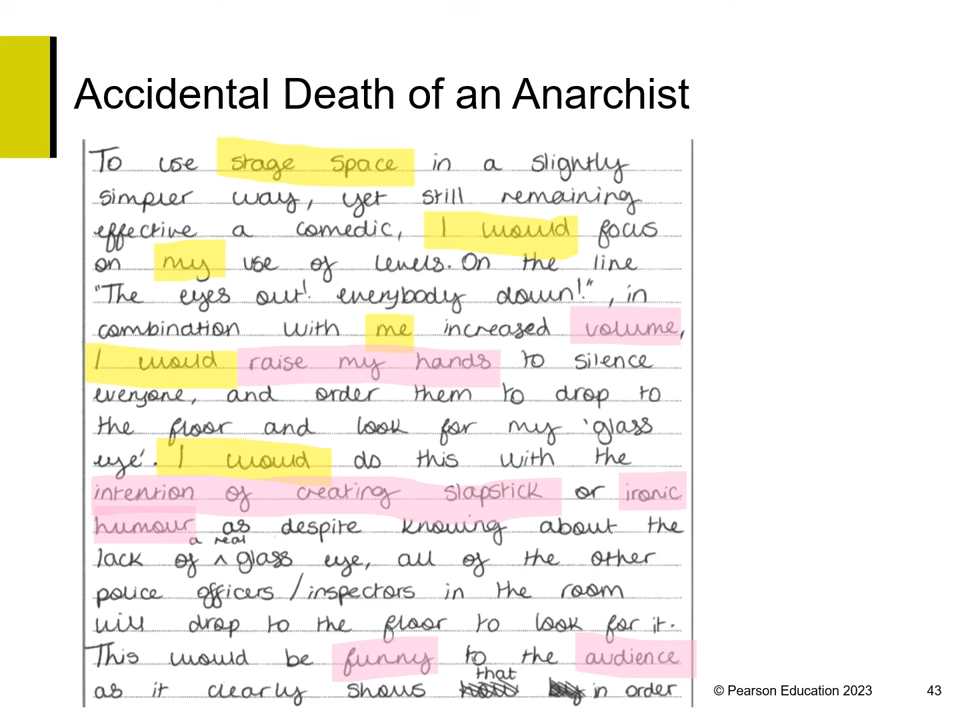 Accidental Death of an Anarchist
To use stage space in a slightly
simpler way, yet still remaining
effective a comedic, I would focus
on my use of levels. On the line
"The eyes out! everybody down!", in
combination with me increased volume,
I would raise my hands to silence
everyone, and order them to drop to
the floor and look for my 'glass
eye'. I would do this with the
intention of creating slapstick or ironic
humour as despite knowing about the
a real
lack of ^ glass eye, all of the other
police officers/inspectors in the room
will drop to the floor to look for it.
This would be funny to the audience
that
as it clearly shows in order
© Pearson Education 2023
43